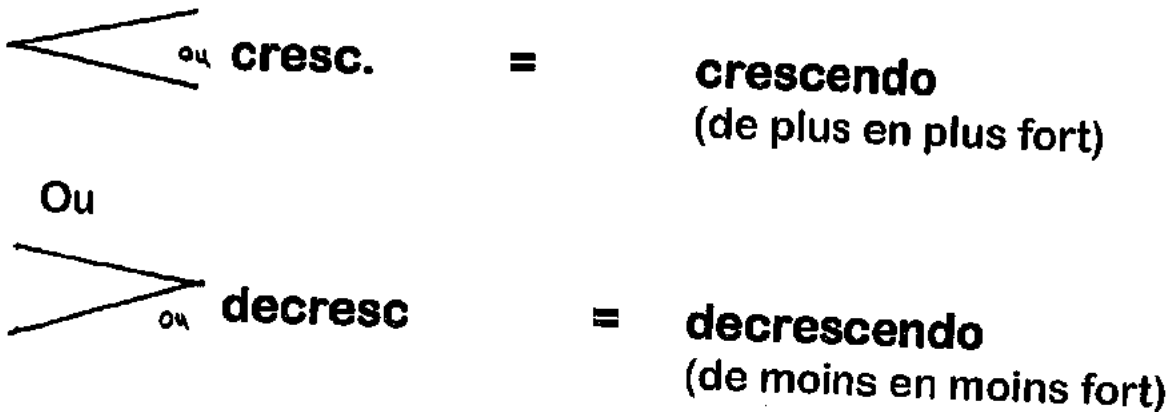 ou cresc. = crescendo
(de plus en plus fort)
Ou
ou decresc = decrescendo
(de moins en moins fort)